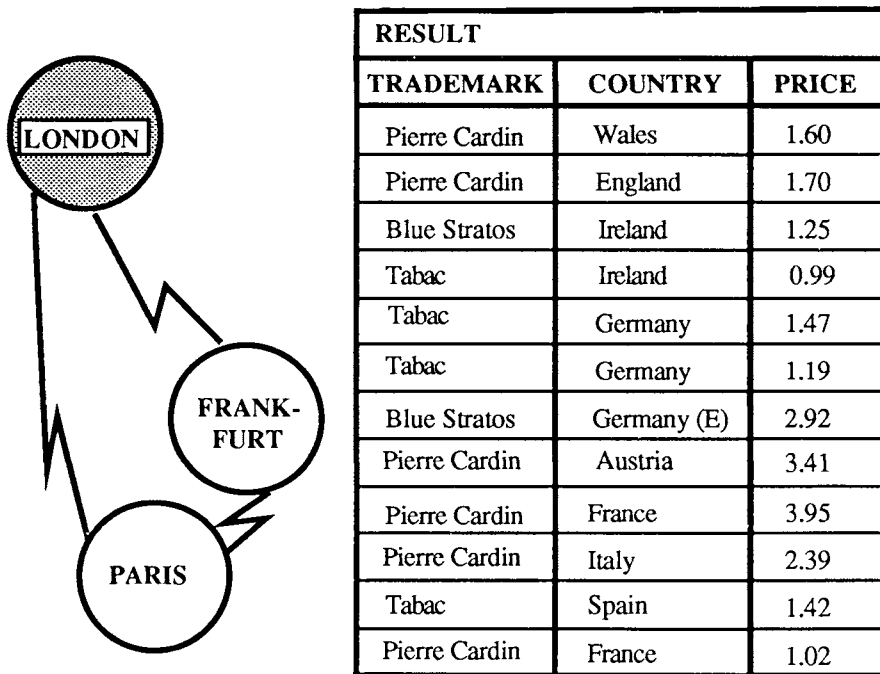 LONDON
FRANK-
FURT
PARIS
RESULT
TRADEMARK COUNTRY PRICE
Pierre Cardin Wales 1.60
Pierre Cardin England 1.70
Blue Stratos Ireland 1.25
Tabac Ireland 0.99
Tabac Germany 1.47
Tabac Germany 1.19
Blue Stratos Germany (E) 2.92
Pierre Cardin Austria 3.41
Pierre Cardin France 3.95
Pierre Cardin Italy 2.39
Tabac Spain 1.42
Pierre Cardin France 1.02